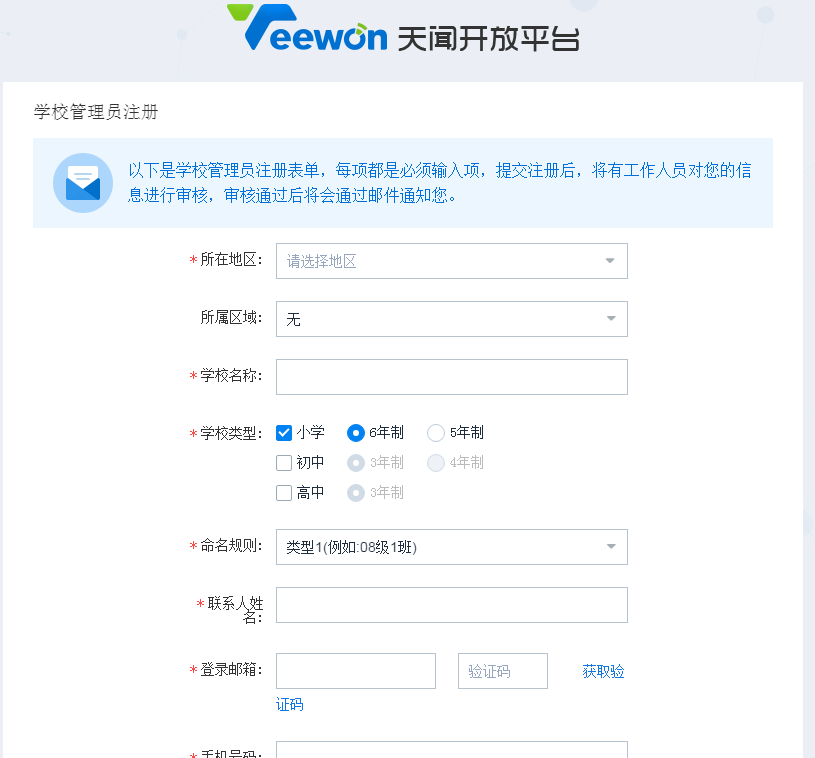 Yeewon 天闻开放平台
学校管理员注册
以下是学校管理员注册表单，每项都是必须输入项，提交注册后，将有工作人员对您的信
息进行审核，审核通过后将会通过邮件通知您。
*所在地区： 请选择地区
所属区域： 无
*学校名称：
*学校类型： 小学 6年制 5年制
初中 3年制 4年制
高中 3年制
*命名规则： 类型1(例如:08级1班)
*联系人姓
名：
*登录邮箱： 验证码 获取验
证码
*手机号码：